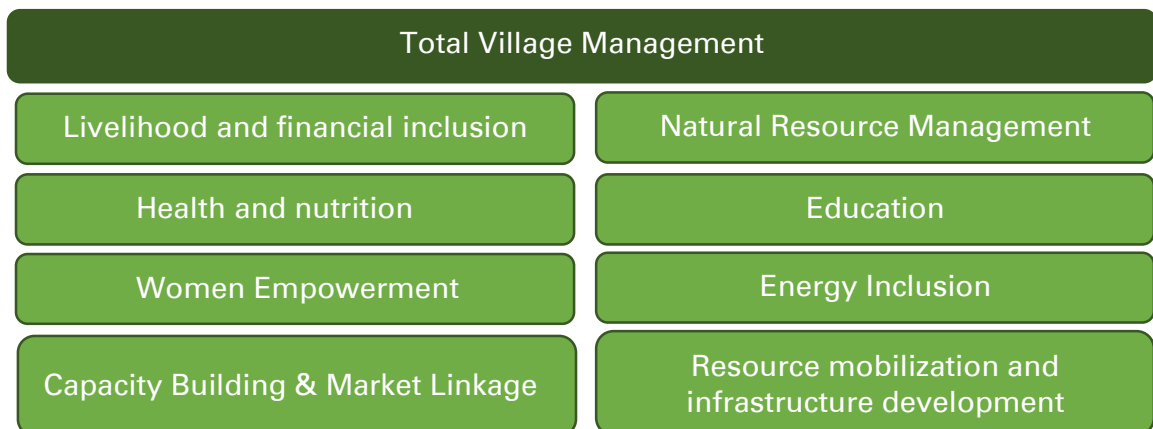 Total Village Management
Livelihood and financial inclusion
Natural Resource Management
Health and nutrition
Education
Women Empowerment
Energy Inclusion
Capacity Building & Market Linkage
Resource mobilization and
infrastructure development